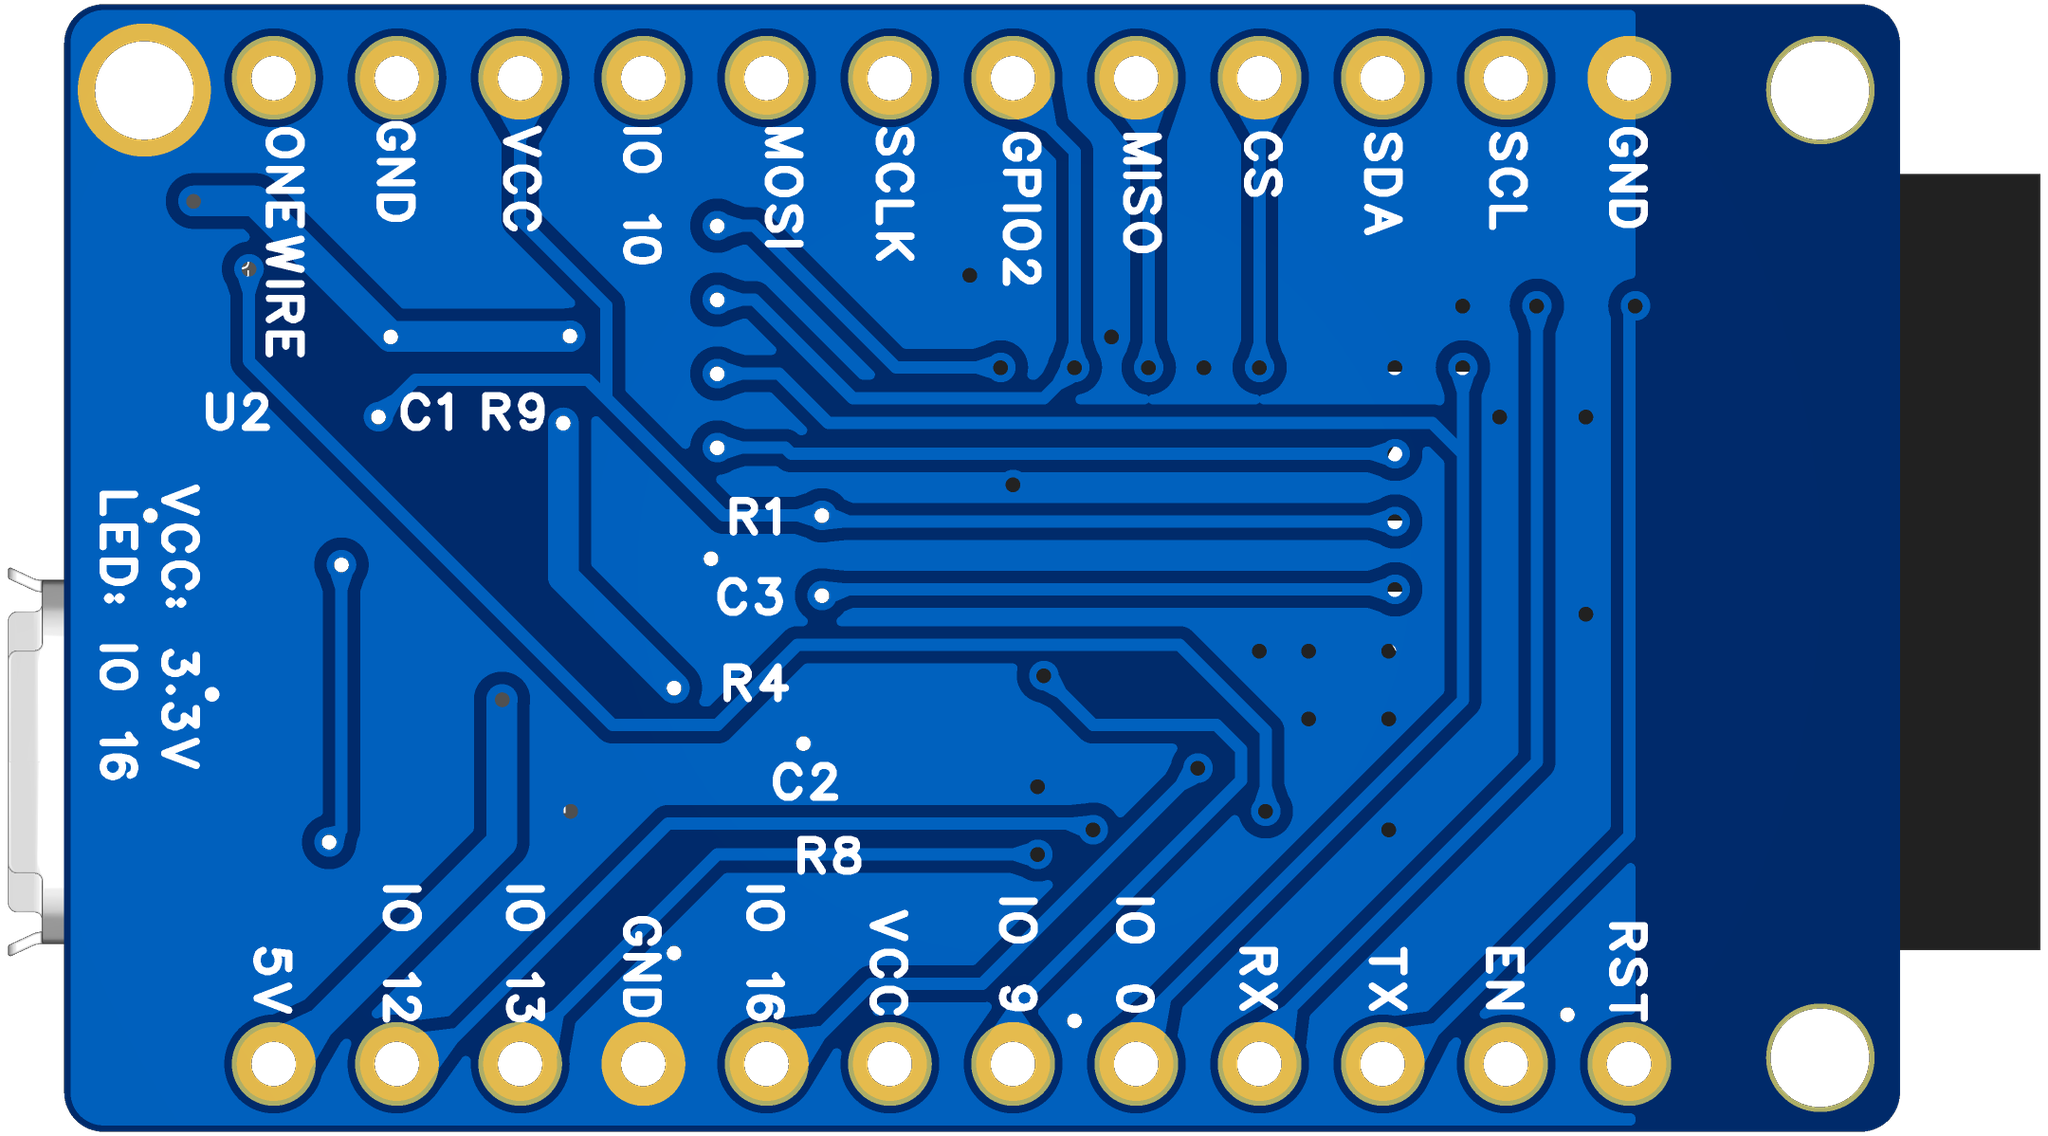 ONEWIRE
GND
VCC
IO 10
MOSI
SCLK
GPIO2
MISO
CS
SDA
SCL
GND
U2
C1
R9
R1
C3
R4
C2
R8
VCC: 3.3V
LED: IO 16
5V
IO 12
IO 13
GND
IO 16
VCC
IO 9
IO 0
RX
TX
EN
RST